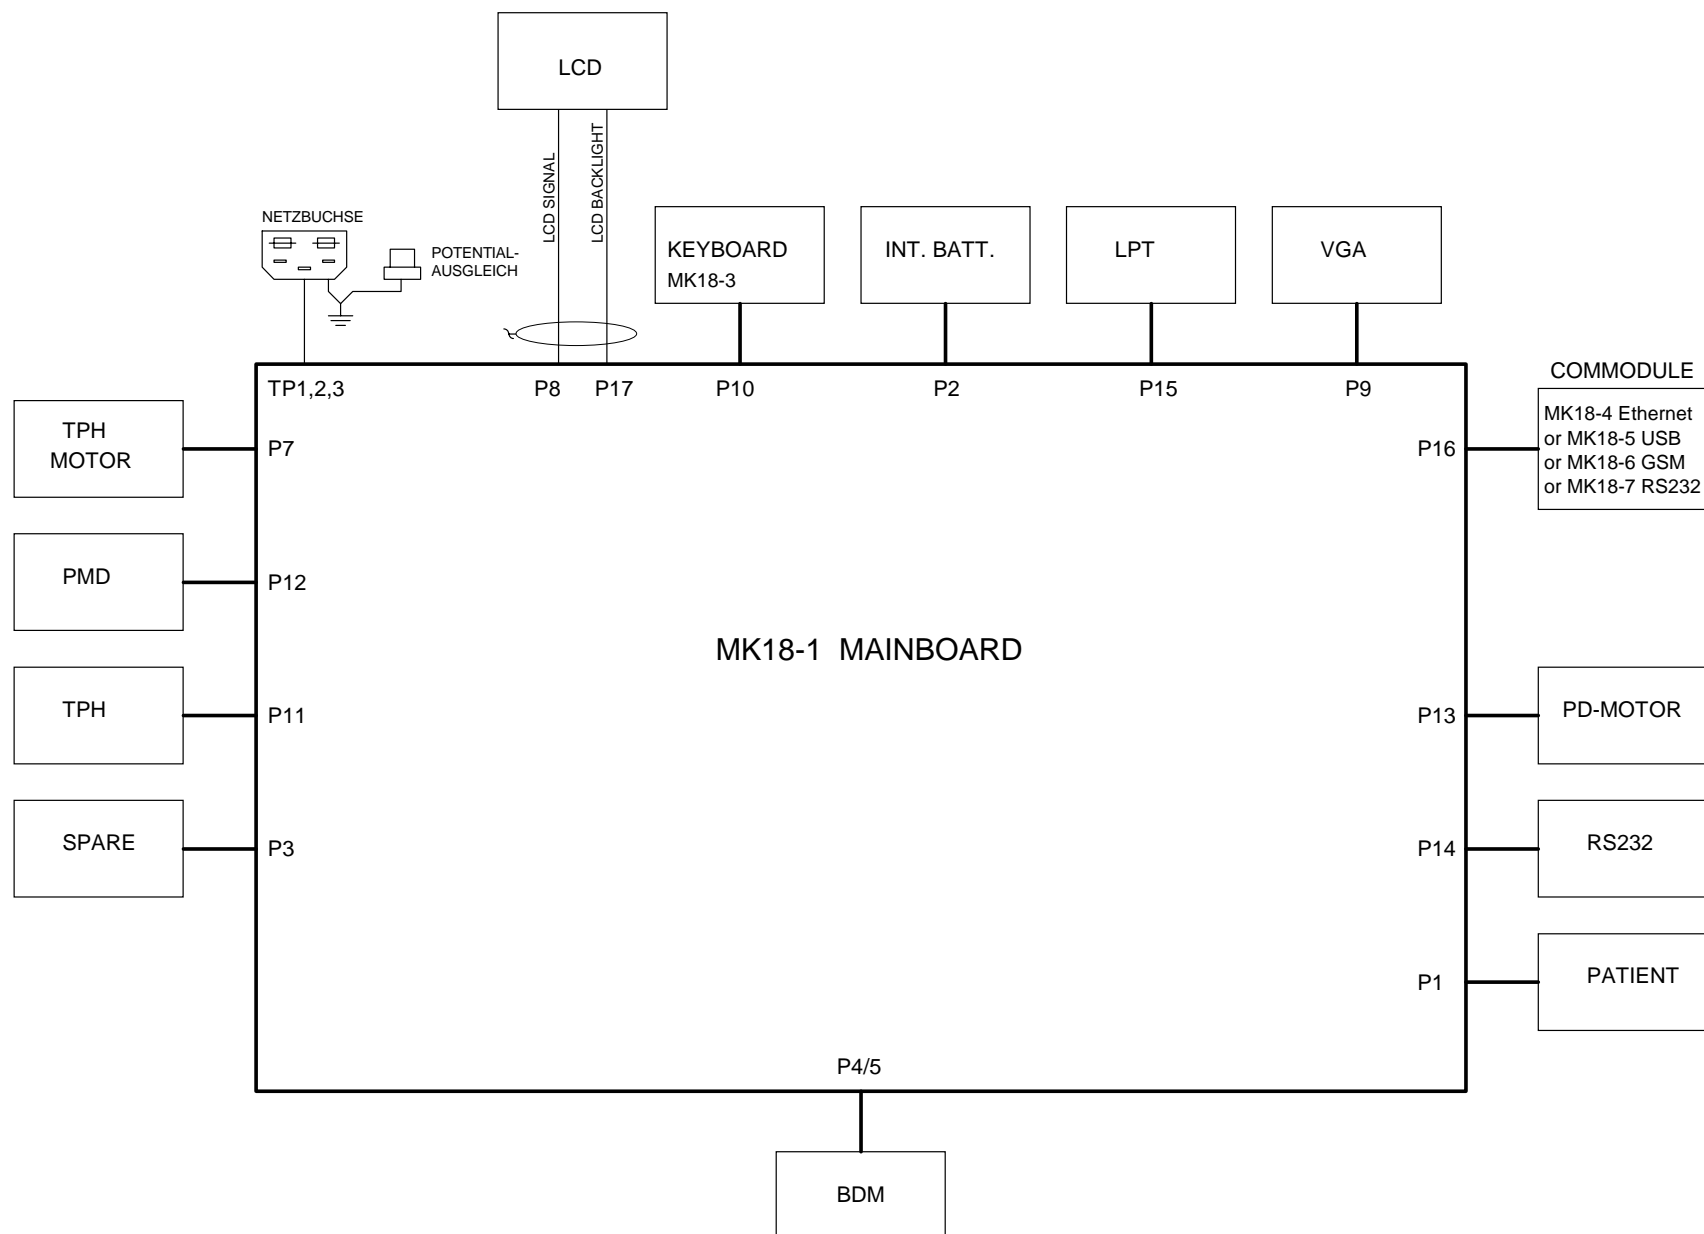 LCD
LCD SIGNAL
LCD BACKLIGHT
NETZBUCHSE
POTENTIAL-
AUSGLEICH
KEYBOARD
MK18-3
INT. BATT.
LPT
VGA
COMMODULE
MK18-4 Ethernet
or MK18-5 USB
or MK18-6 GSM
or MK18-7 RS232
TP1,2,3
P8
P17
P10
P2
P15
P9
TPH
MOTOR
P7
P16
PMD
P12
MK18-1 MAINBOARD
TPH
P11
P13
PD-MOTOR
SPARE
P3
P14
RS232
P1
PATIENT
P4/5
BDM